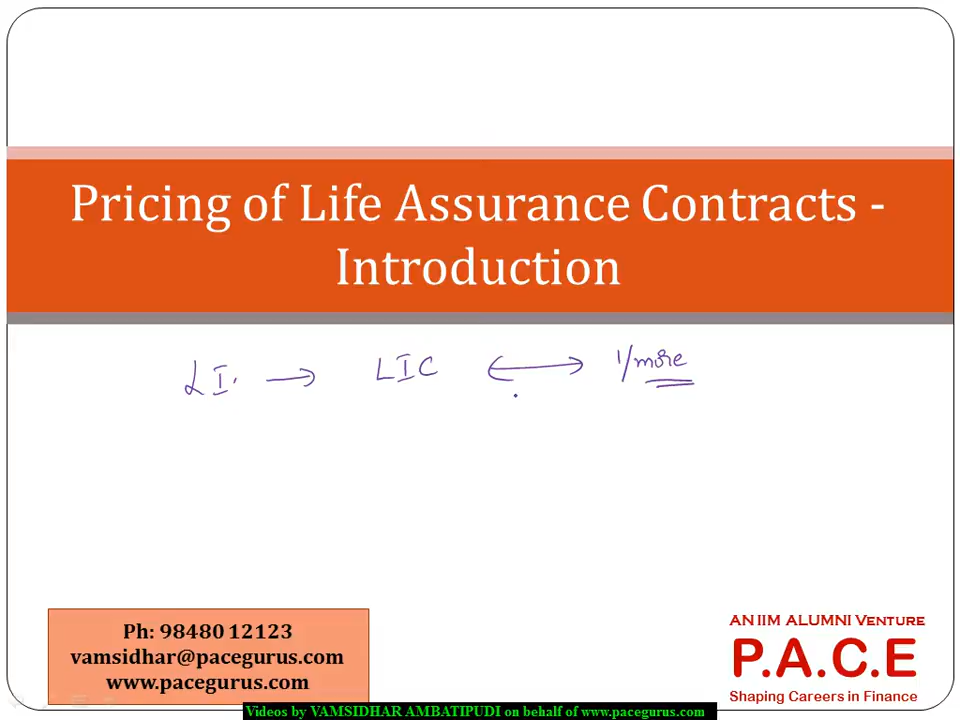 Pricing of Life Assurance Contracts -
Introduction
LI. → LIC ↔ 1/more
Ph: 98480 12123
vamsidhar@pacegurus.com
www.pacegurus.com
AN IIM ALUMNI VENTURE
P.A.C.E
Shaping Careers in Finance
Videos by VAMSIDHAR AMBATIPUDI on behalf of www.pacegurus.com